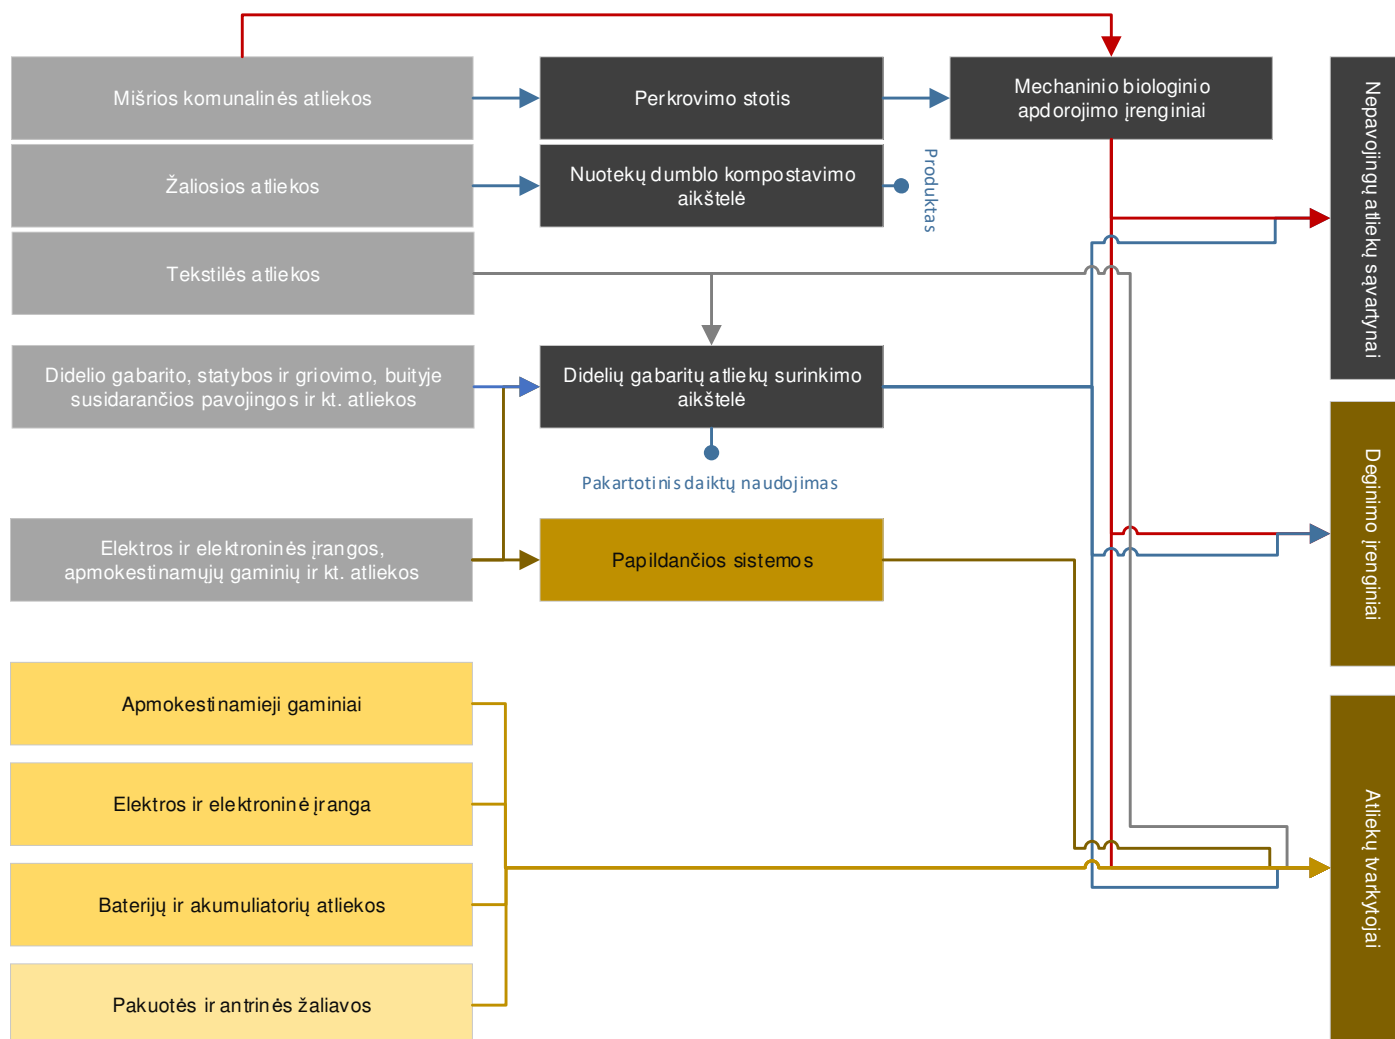 Mišrios komunalinės atliekos
Perkrovimo stotis
Mechaninio biologinio
apdorojimo įrenginiai
Nepavojingų atliekų sąvartynai
Žaliosios atliekos
Nuotekų dumblo kompostavimo
aikštelė
Produktas
Tekstilės atliekos
Didelio gabarito, statybos ir griovimo, buityje
susidarančios pavojingos ir kt. atliekos
Didelių gabaritų atliekų surinkimo
aikštelė
Pakartotinis daiktų naudojimas
Deginimo įrenginiai
Elektros ir elektroninės įrangos,
apmokestinamųjų gaminių ir kt. atliekos
Papildančios sistemos
Apmokestinamieji gaminiai
Elektros ir elektroninė įranga
Baterijų ir akumuliatorių atliekos
Pakuotės ir antrinės žaliavos
Atliekų tvarkytojai